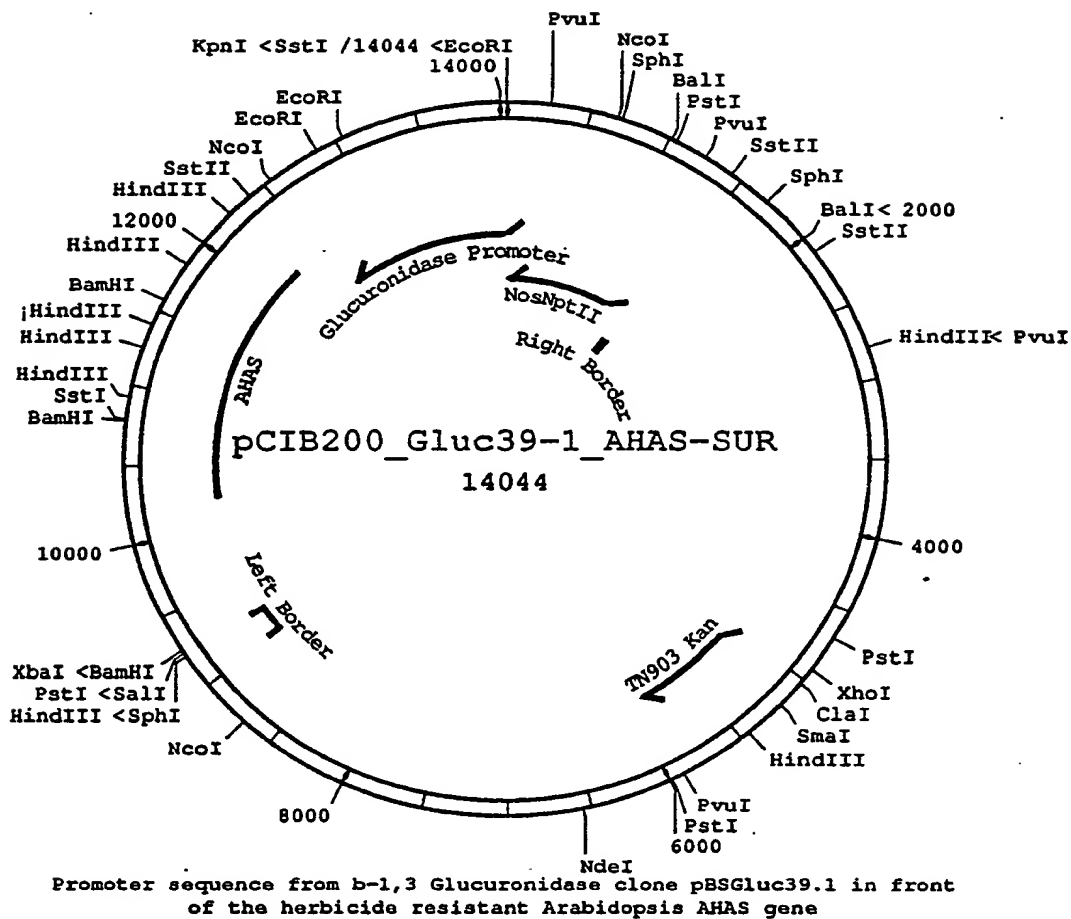 PvuI
KpnI <SstI /14044 <EcoRI
14000
NcoI
SphI
BalI
PstI
PvuI
SstII
SphI
BalI< 2000
SstII
HindIII< PvuI
4000
PstI
XhoI
ClaI
SmaI
HindIII
PvuI
PstI
6000
NdeI
8000
NcoI
HindIII <SphI
PstI <SalI
XbaI <BamHI
10000
BamHI
SstI
HindIII
HindIII
¡HindIII
BamHI
HindIII
12000
HindIII
SstII
NcoI
EcoRI
EcoRI
Glucuronidase Promoter
NosNptII
Right Border
AHAS
pCIB200_Gluc39-1_AHAS-SUR
14044
Left Border
TN903 Kan
Promoter sequence from b-1,3 Glucuronidase clone pBSGluc39.1 in front
of the herbicide resistant Arabidopsis AHAS gene